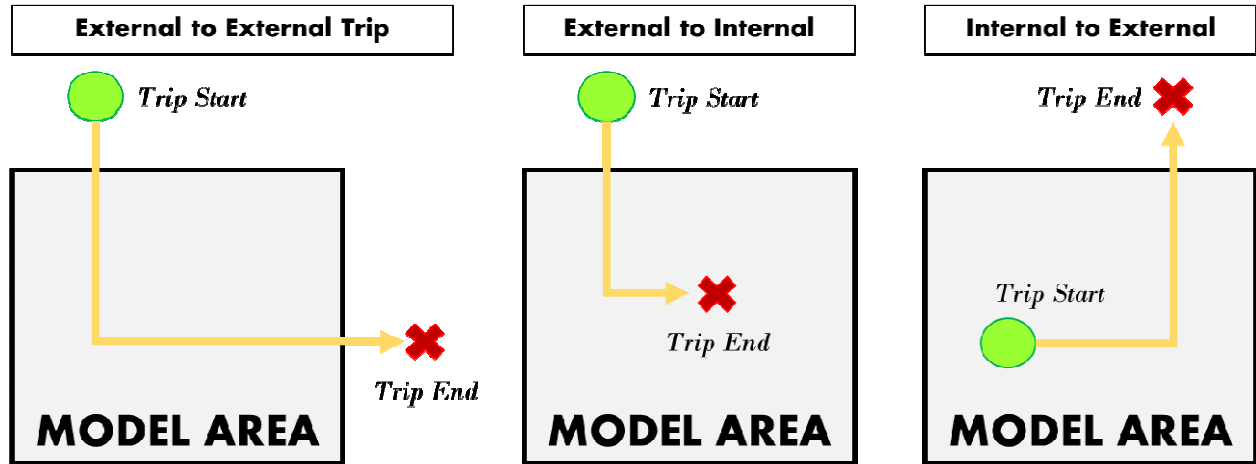 External to External Trip
Trip Start
Trip End
MODEL AREA
External to Internal
Trip Start
Trip End
MODEL AREA
Internal to External
Trip End
Trip Start
MODEL AREA